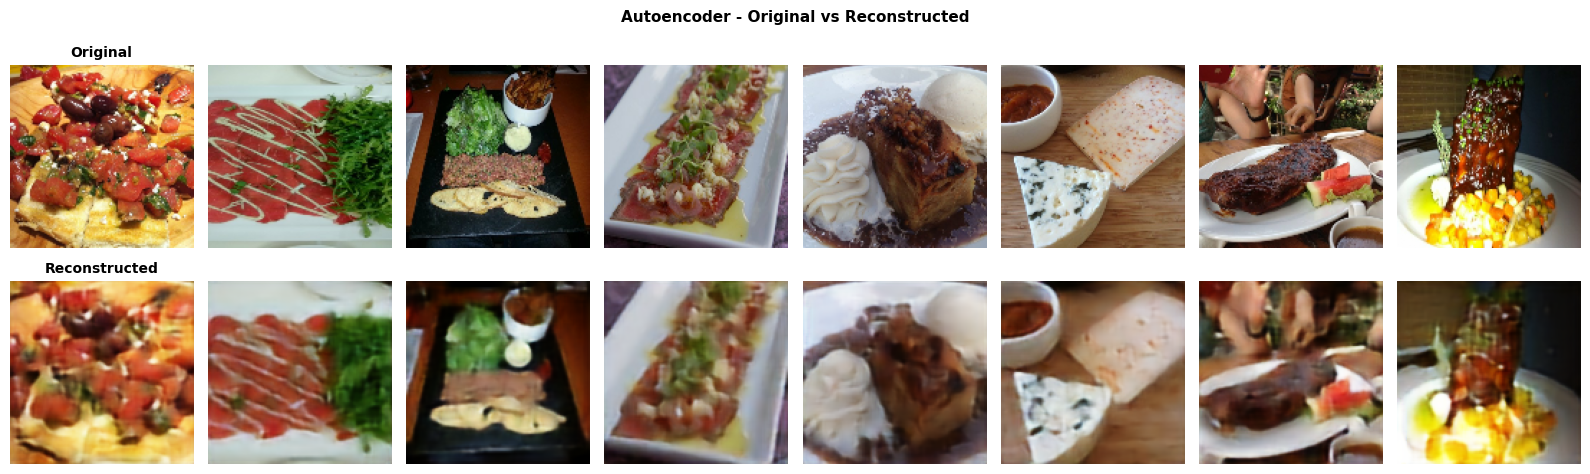 Autoencoder - Original vs Reconstructed
Original
Reconstructed